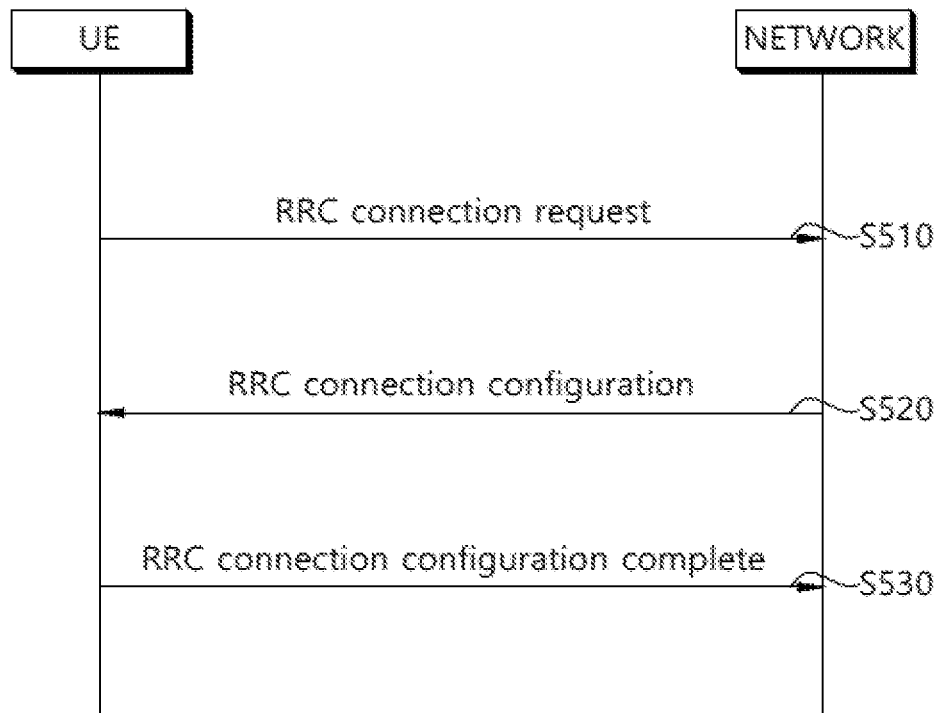 UE
NETWORK
RRC connection request
S510
RRC connection configuration
S520
RRC connection configuration complete
S530